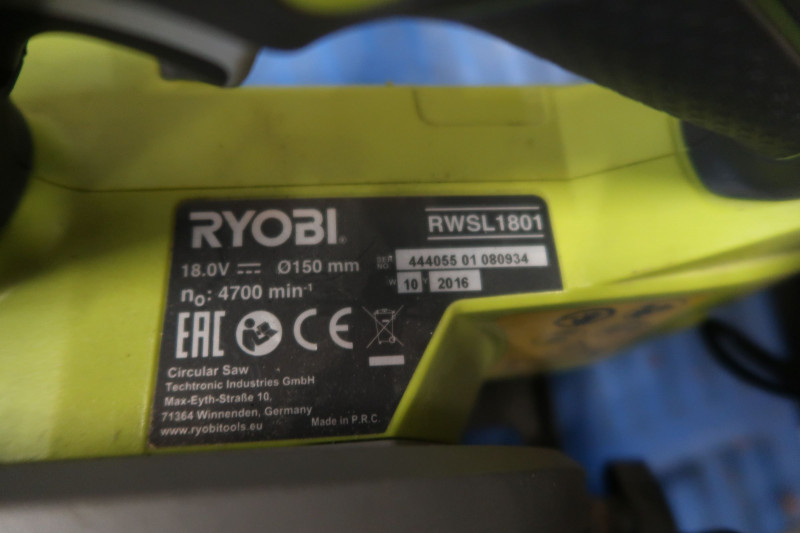 RYOBI®
RWSL1801
18.0V Ø150 mm
SER NO. 444055 01 080934
W 10 Y 2016
n₀: 4700 min⁻¹
EAC CE
Circular Saw
Techtronic Industries GmbH
Max-Eyth-Straße 10,
71364 Winnenden, Germany
www.ryobitools.eu
Made in P.R.C.